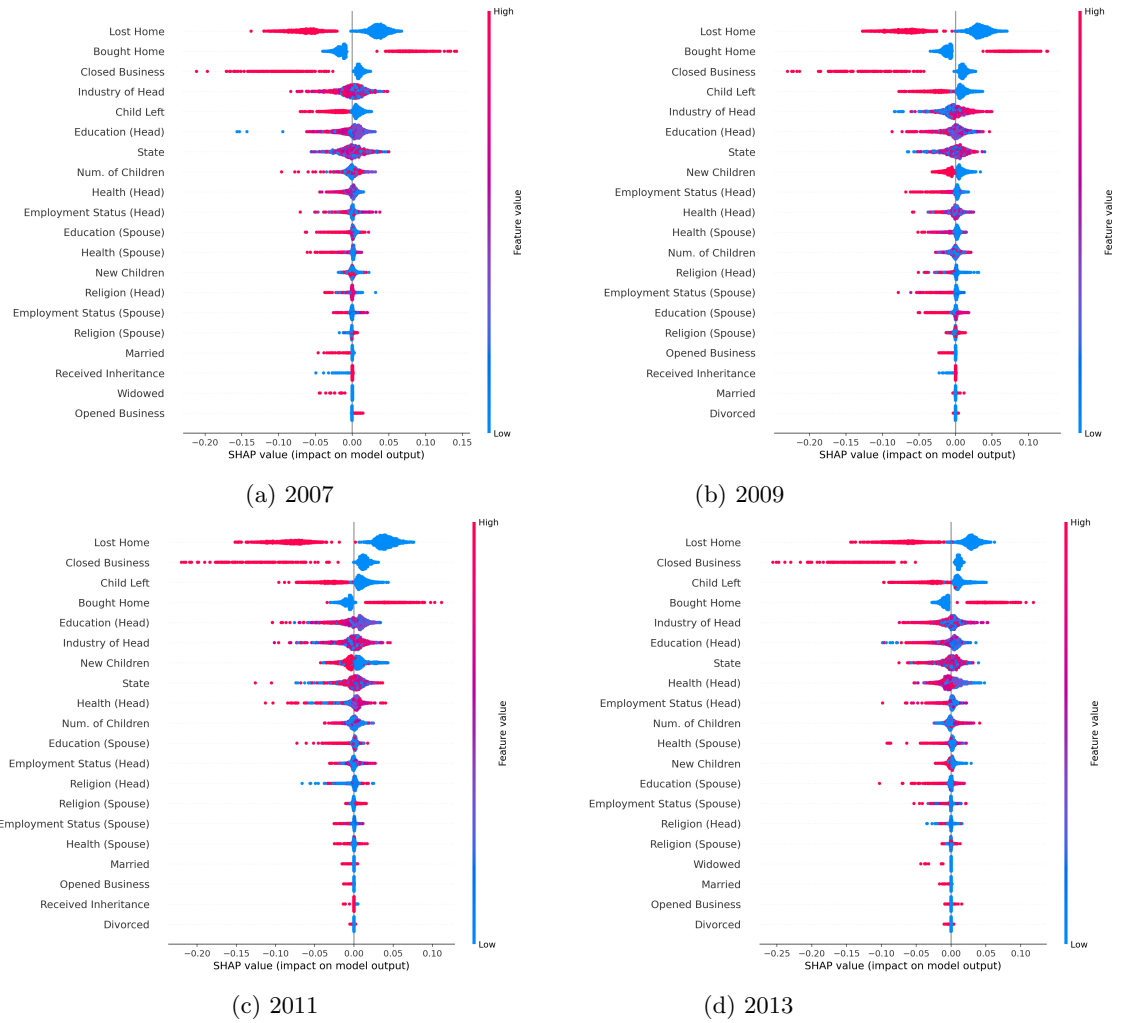 High
Lost Home
Bought Home
Closed Business
Industry of Head
Child Left
Education (Head)
State
Num. of Children
Health (Head)
Employment Status (Head)
Education (Spouse)
Health (Spouse)
New Children
Religion (Head)
Employment Status (Spouse)
Religion (Spouse)
Married
Received Inheritance
Widowed
Opened Business
Feature value
Low
−0.20 −0.15 −0.10 −0.05 0.00 0.05 0.10 0.15
SHAP value (impact on model output)
(a) 2007
High
Lost Home
Bought Home
Closed Business
Child Left
Industry of Head
Education (Head)
State
New Children
Employment Status (Head)
Health (Head)
Health (Spouse)
Num. of Children
Religion (Head)
Employment Status (Spouse)
Education (Spouse)
Religion (Spouse)
Opened Business
Received Inheritance
Married
Divorced
Feature value
Low
−0.20 −0.15 −0.10 −0.05 0.00 0.05 0.10
SHAP value (impact on model output)
(b) 2009
High
Lost Home
Closed Business
Child Left
Bought Home
Education (Head)
Industry of Head
New Children
State
Health (Head)
Num. of Children
Education (Spouse)
Employment Status (Head)
Religion (Head)
Religion (Spouse)
Employment Status (Spouse)
Health (Spouse)
Married
Opened Business
Received Inheritance
Divorced
Feature value
Low
−0.20 −0.15 −0.10 −0.05 0.00 0.05 0.10
SHAP value (impact on model output)
(c) 2011
High
Lost Home
Closed Business
Child Left
Bought Home
Industry of Head
Education (Head)
State
Health (Head)
Employment Status (Head)
Num. of Children
Health (Spouse)
New Children
Education (Spouse)
Employment Status (Spouse)
Religion (Head)
Religion (Spouse)
Widowed
Married
Opened Business
Divorced
Feature value
Low
−0.25 −0.20 −0.15 −0.10 −0.05 0.00 0.05 0.10
SHAP value (impact on model output)
(d) 2013